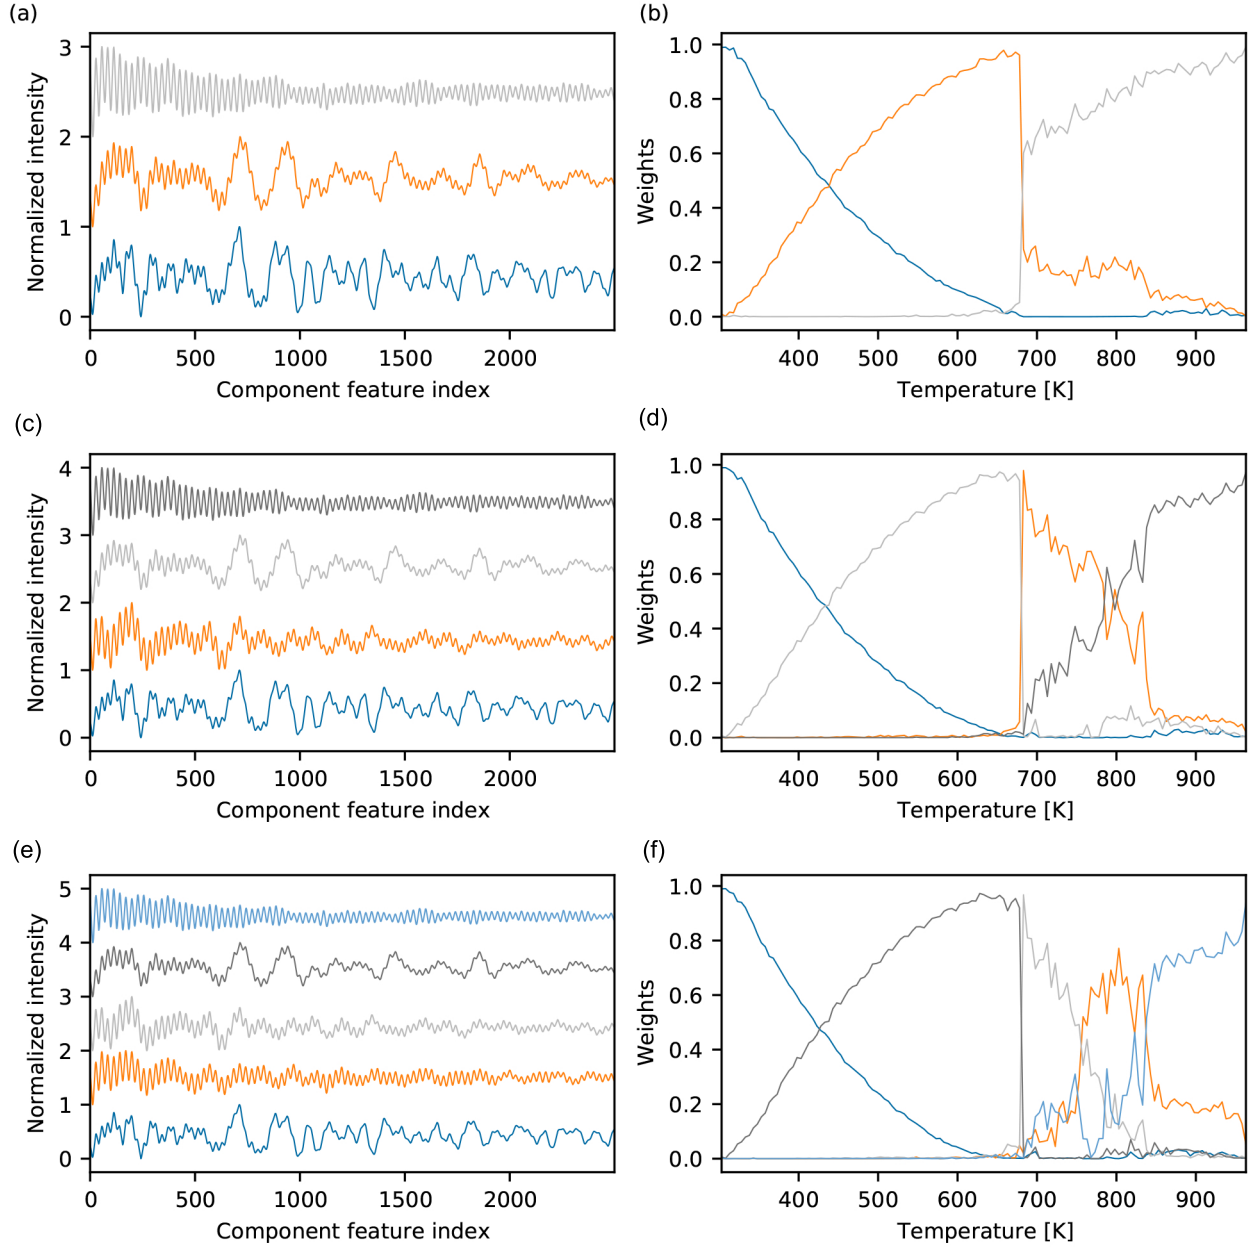 (a)
(b)
3
2
1
0
Normalized intensity
0 500 1000 1500 2000
Component feature index
1.0
0.8
0.6
0.4
0.2
0.0
Weights
400 500 600 700 800 900
Temperature [K]
(c)
(d)
4
3
2
1
0
Normalized intensity
0 500 1000 1500 2000
Component feature index
1.0
0.8
0.6
0.4
0.2
0.0
Weights
400 500 600 700 800 900
Temperature [K]
(e)
(f)
5
4
3
2
1
0
Normalized intensity
0 500 1000 1500 2000
Component feature index
1.0
0.8
0.6
0.4
0.2
0.0
Weights
400 500 600 700 800 900
Temperature [K]